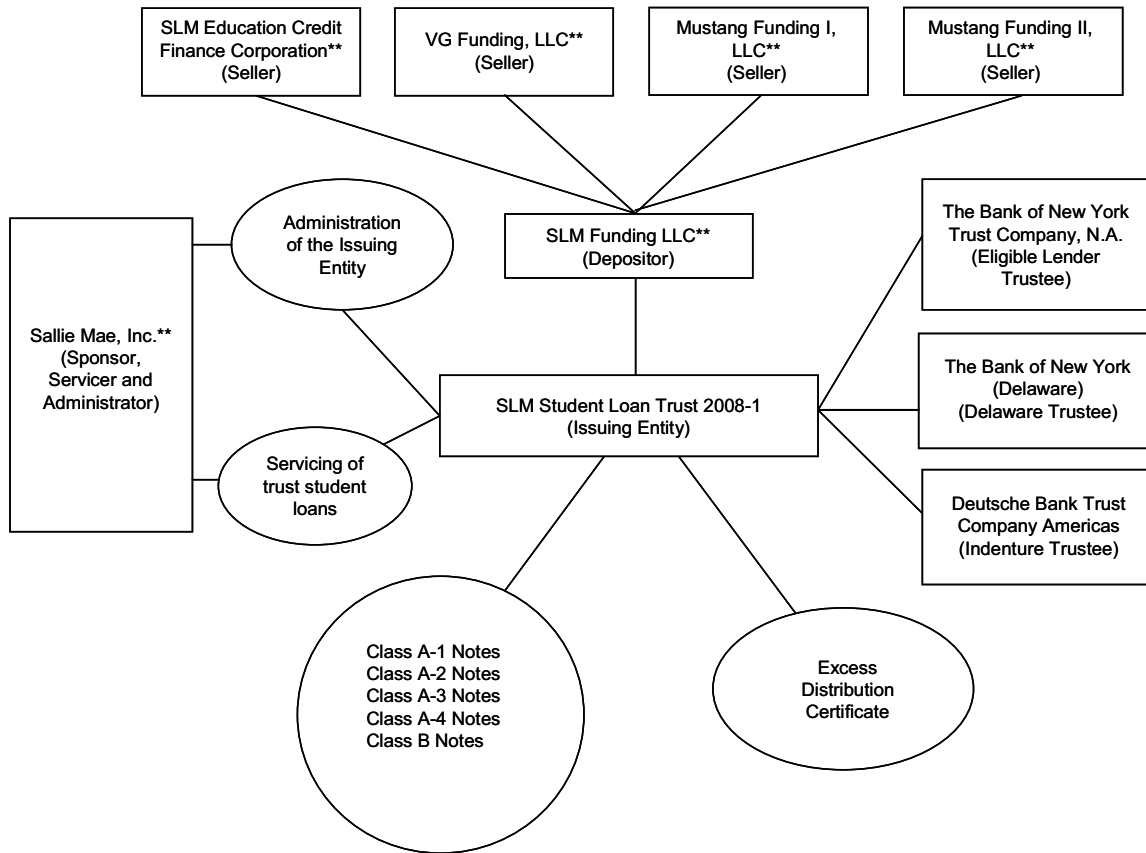 SLM Education Credit
Finance Corporation**
(Seller)
VG Funding, LLC**
(Seller)
Mustang Funding I,
LLC**
(Seller)
Mustang Funding II,
LLC**
(Seller)
Administration
of the Issuing
Entity
SLM Funding LLC**
(Depositor)
The Bank of New York
Trust Company, N.A.
(Eligible Lender
Trustee)
Sallie Mae, Inc.**
(Sponsor,
Servicer and
Administrator)
SLM Student Loan Trust 2008-1
(Issuing Entity)
The Bank of New York
(Delaware)
(Delaware Trustee)
Servicing of
trust student
loans
Deutsche Bank Trust
Company Americas
(Indenture Trustee)
Class A-1 Notes
Class A-2 Notes
Class A-3 Notes
Class A-4 Notes
Class B Notes
Excess
Distribution
Certificate